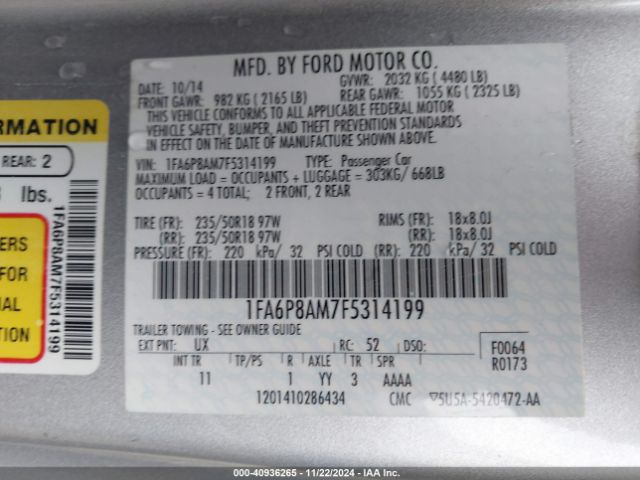 MFD. BY FORD MOTOR CO.
DATE: 10/14 GVWR: 2032 KG ( 4480 LB)
FRONT GAWR: 982 KG ( 2165 LB) REAR GAWR: 1055 KG ( 2325 LB)
THIS VEHICLE CONFORMS TO ALL APPLICABLE FEDERAL MOTOR
VEHICLE SAFETY, BUMPER, AND THEFT PREVENTION STANDARDS
IN EFFECT ON THE DATE OF MANUFACTURE SHOWN ABOVE.
VIN: 1FA6P8AM7F5314199 TYPE: Passenger Car
MAXIMUM LOAD = OCCUPANTS + LUGGAGE = 303KG/ 668LB
OCCUPANTS = 4 TOTAL; 2 FRONT, 2 REAR
TIRE (FR): 235/50R18 97W RIMS (FR): 18x8.0J
(RR): 235/50R18 97W (RR): 18x8.0J
PRESSURE (FR): 220 kPa/ 32 PSI COLD (RR): 220 kPa/ 32 PSI COLD
1FA6P8AM7F5314199
TRAILER TOWING - SEE OWNER GUIDE
EXT PNT: UX RC: 52 DSO: F0064
R0173
INT TR TP/PS R AXLE TR SPR
11 1 YY 3 AAAA
1201410286434 CMC ▽5U5A-5420472-AA
ORMATION
REAR: 2
lbs.
ERS
FOR
NAL
TION
1FA6P8AM7F5314199
000-40936265 - 11/22/2024 - IAA Inc.